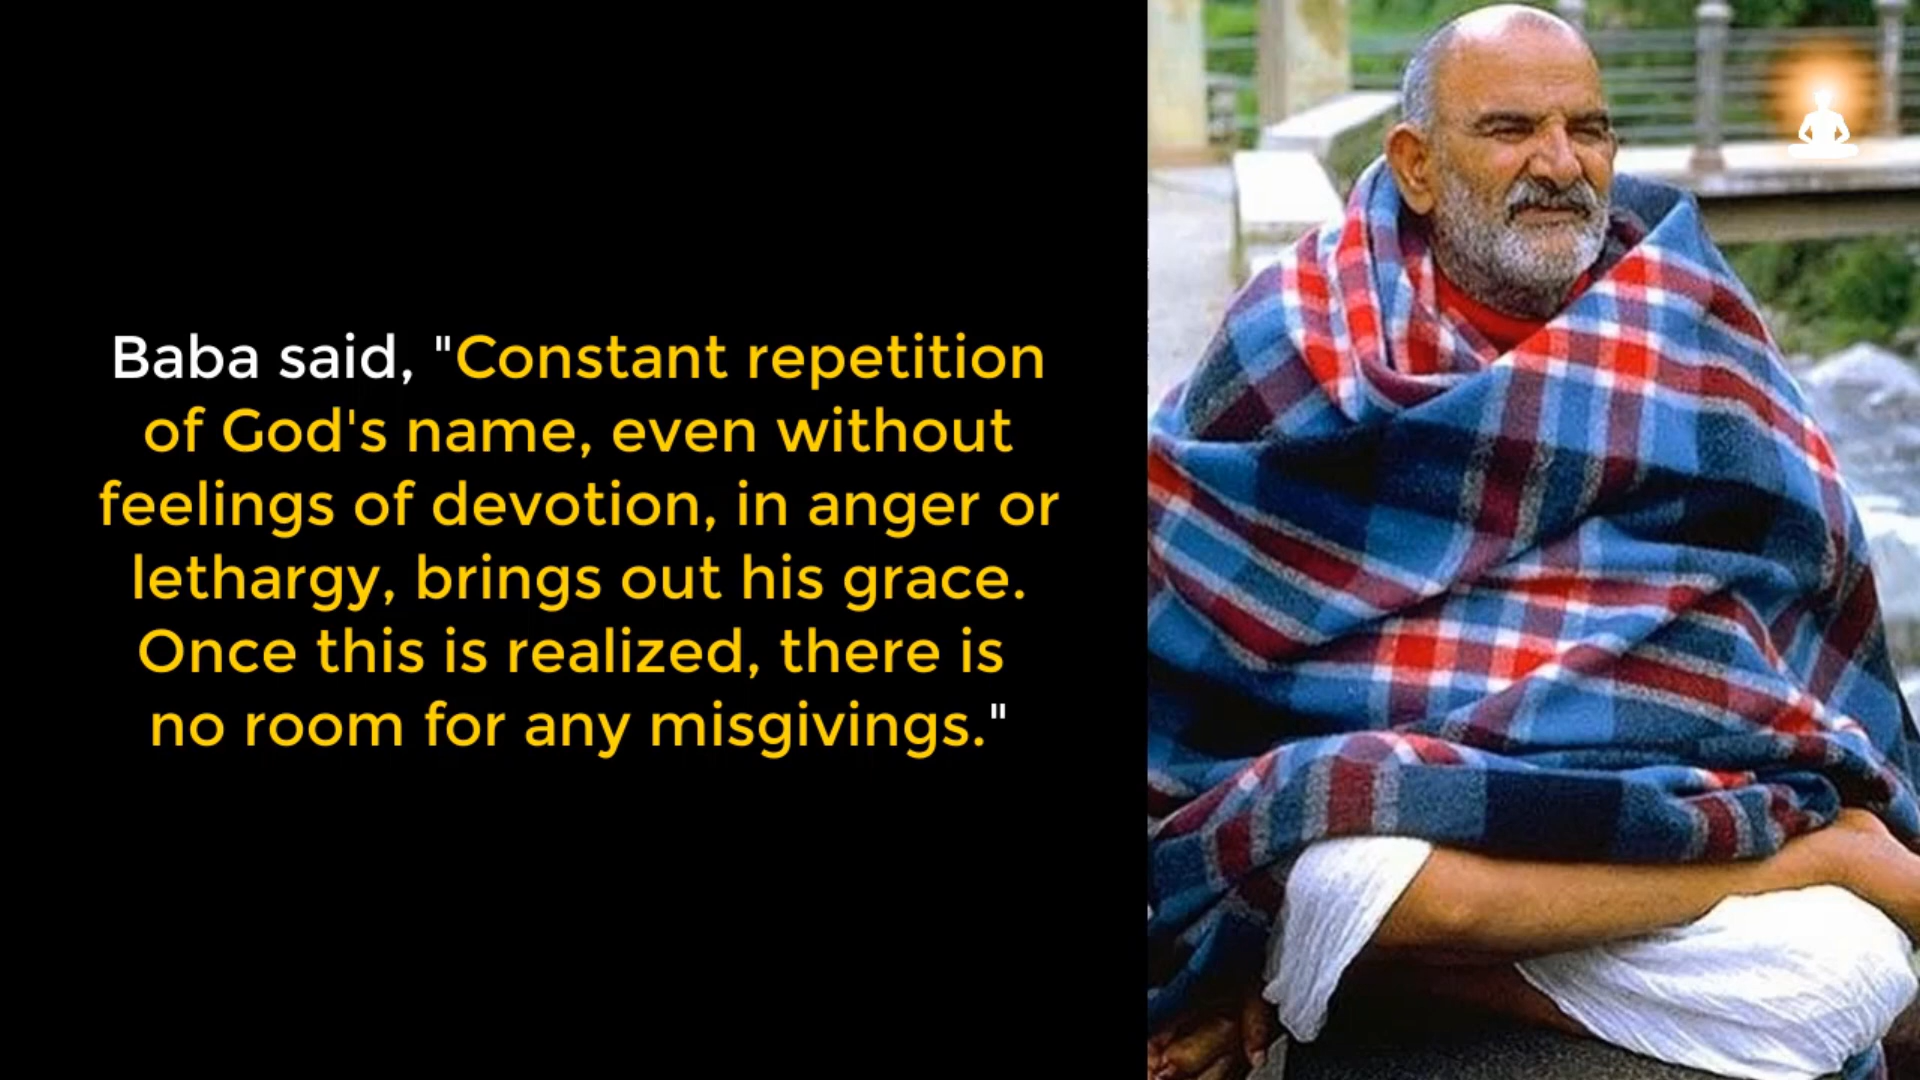 Baba said, "Constant repetition
of God's name, even without
feelings of devotion, in anger or
lethargy, brings out his grace.
Once this is realized, there is
no room for any misgivings."